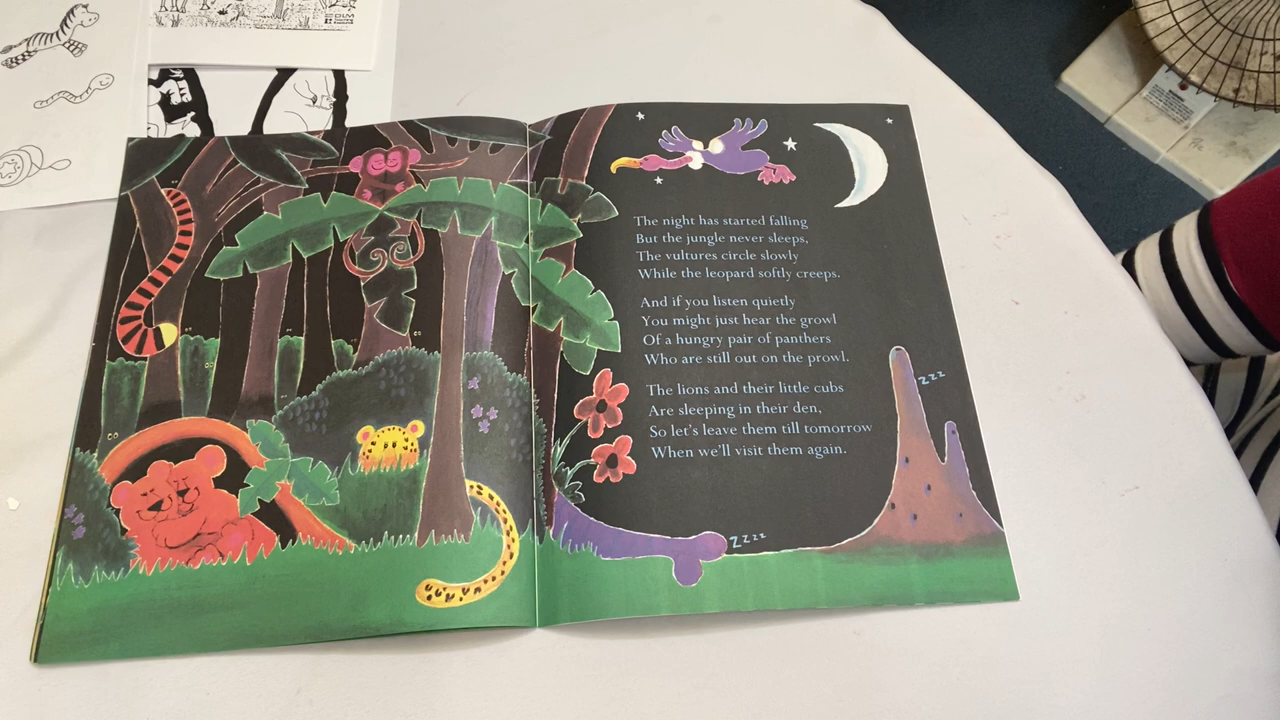 DLM
The night has started falling
But the jungle never sleeps,
The vultures circle slowly
While the leopard softly creeps.
And if you listen quietly
You might just hear the growl
Of a hungry pair of panthers
Who are still out on the prowl.
The lions and their little cubs
Are sleeping in their den,
So let's leave them till tomorrow
When we'll visit them again.
zzz
zzzz